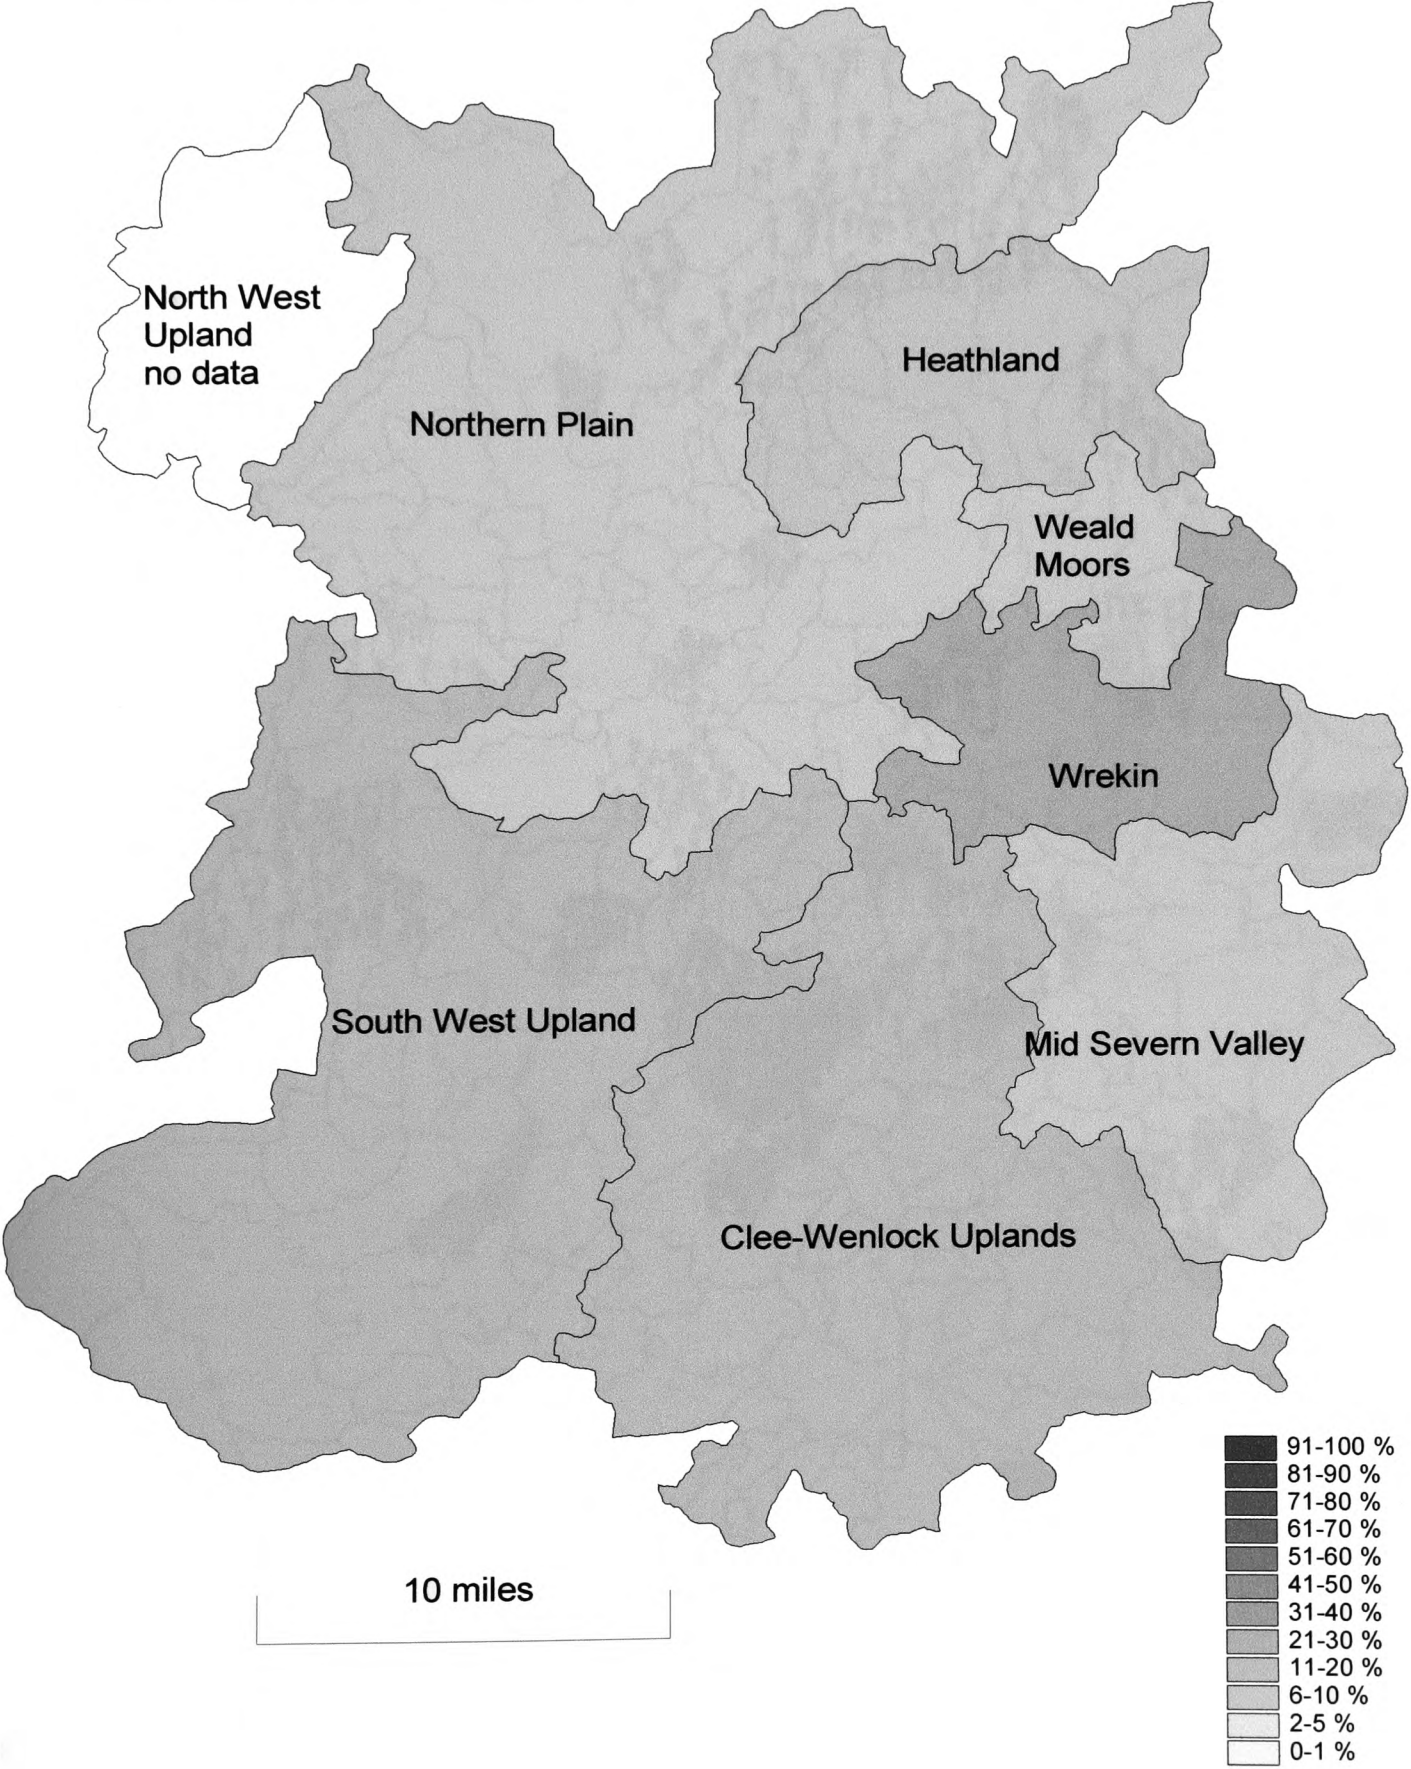 North West
Upland
no data
Heathland
Northern Plain
Weald
Moors
Wrekin
South West Upland
Mid Severn Valley
Clee-Wenlock Uplands
10 miles
91-100 %
81-90 %
71-80 %
61-70 %
51-60 %
41-50 %
31-40 %
21-30 %
11-20 %
6-10 %
2-5 %
0-1 %